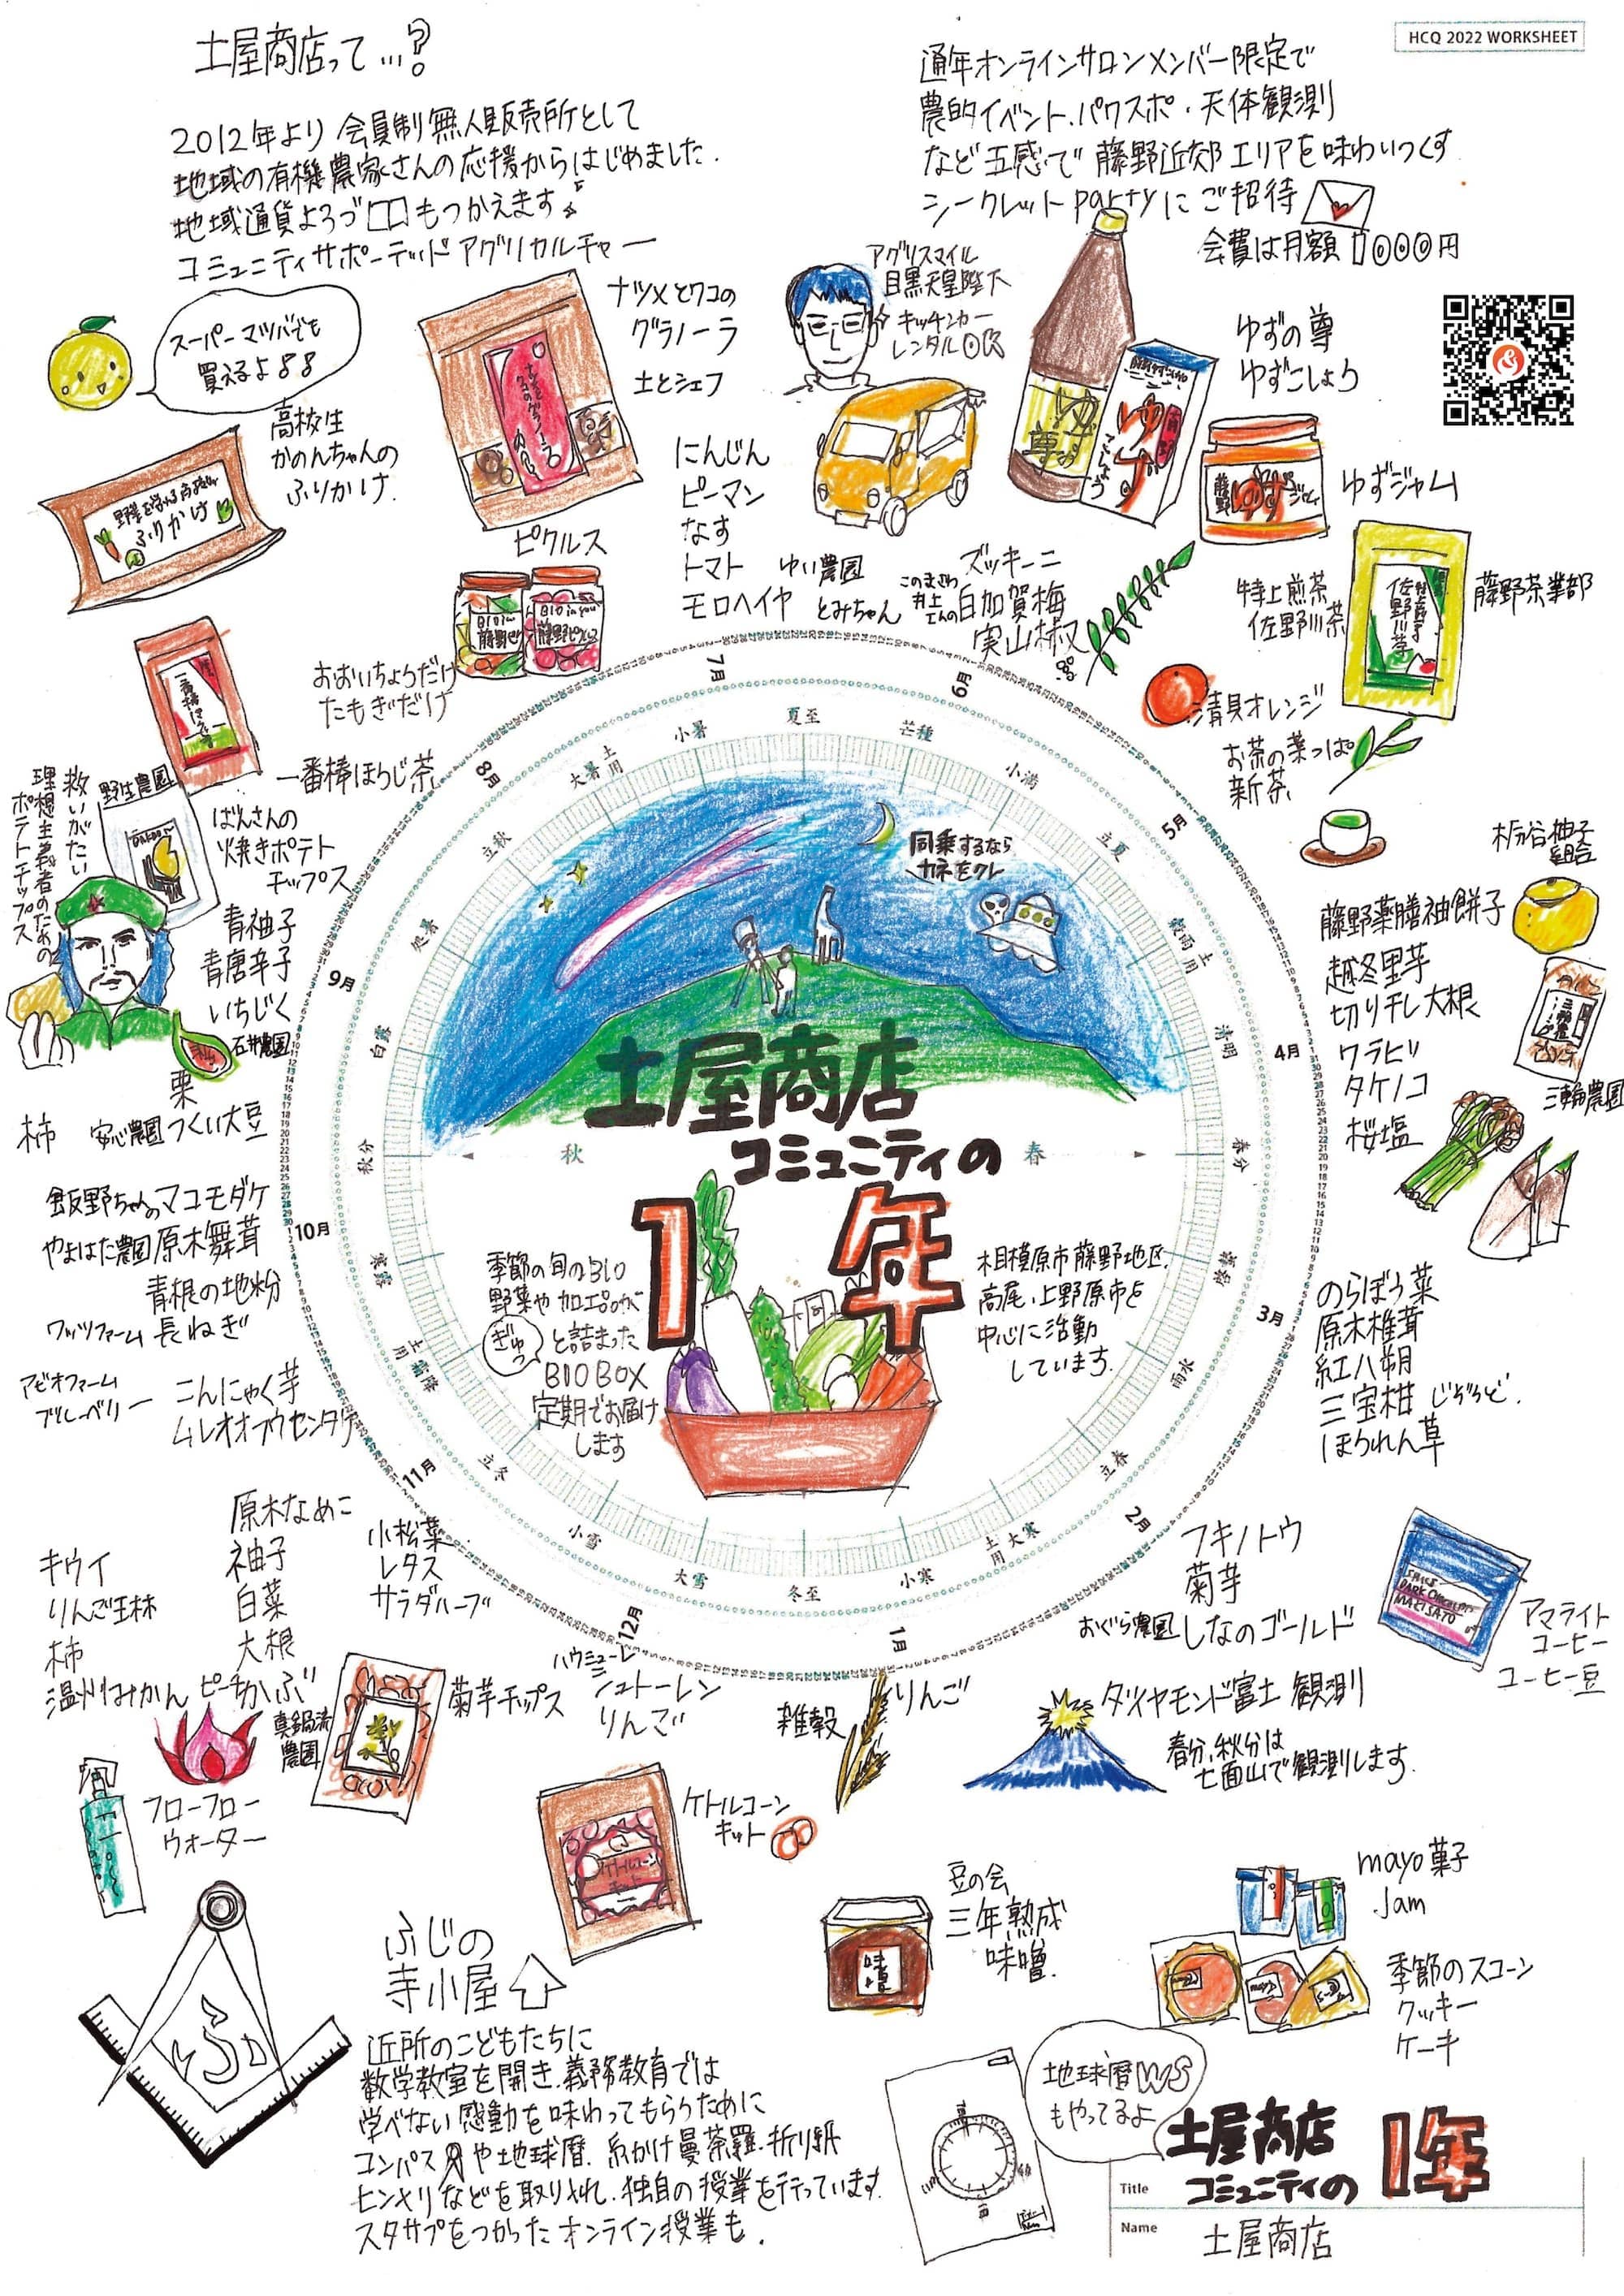 HCQ 2022 WORKSHEET
土屋商店って…?
2012年より 会員制 無人販売所として
地域の有機農家さんの応援からはじめました.
地域通貨よろづ もつかえます
コミュニティサポーテッドアグリカルチャー
通年オンラインサロンメンバー限定で
農的イベント、パワスポ・天体観測
など 五感で 藤野近郊エリアを味わいつくす
シークレットpartyにご招待
会費は月額1000円
スーパーマツバでも
買えるよ
高校生
かのんちゃんの
ふりかけ.
ふりかけ
ナツメとクコの
グラノーラ
土とシェフ
ピクルス
アグリスマイル
目黒天皇陛下
キッチンカー
レンタルOK
ゆずの尊
ゆずこしょう
ゆずジャム
にんじん
ピーマン
なす
トマト ゆい農園
モロヘイヤ とみちゃん
ズッキーニ
白加賀梅
実山椒
特上煎茶
佐野川茶
藤野茶業部
清見オレンジ
お茶の葉っぱ
新茶
おおいちょうだけ
たもぎだけ
一番棒ほうじ茶
野生農園
救いがたい
理想主義者のための
ポテトチップス
ばんさんの
焼きポテト
チップス
青柚子
青唐辛子
いちじく
石井農園
栗
柿 安心農園 つくい大豆
飯野ちゃんのマコモダケ
やまはた農園 原木舞茸
青根の地粉
ワッツファーム 長ねぎ
アビオファーム
ブルーベリー
こんにゃく芋
ムレオオフウセンタケ
藤野薬膳柚餅子
越冬里芋
切り干し大根
ワラビ
タケノコ
桜塩
三輪農園
のらぼう菜
原木椎茸
紅八朔
三宝柑
ほうれん草
7月
6月
5月
4月
3月
2月
1月
12月
11月
10月
9月
8月
夏至
芒種
小満
立夏
穀雨
土用
清明
春分
啓蟄
雨水
立春
大寒
土用
小寒
冬至
大雪
小雪
立冬
霜降
土用
寒露
秋分
白露
処暑
立秋
大暑
土用
小暑
同乗するなら
カネをクレ
土屋商店
コミュニティの
1年
秋
春
季節の旬のBIO
野菜や加工品が
ぎゅっ
と詰まった
BIO BOX
定期でお届け
します
相模原市藤野地区、
高尾、上野原市を
中心に活動
しています.
原木なめこ
柚子
白菜
大根
ピーチかぶ
キウイ
りんご王林
柿
温州みかん
小松菜
レタス
サラダハーブ
真鍋流
農園
菊芋チップス
シュトーレン
りんご
雑穀
りんご
フキノトウ
菊芋
おぐら農園 しなのゴールド
アマライト
コーヒー
コーヒー豆
ダイヤモンド富士 観測
春分、秋分は
七面山で観測します.
フローフロー
ウォーター
ケトルコーン
キット
豆の会
三年熟成
味噌.
味噌
mayo菓子
Jam
季節のスコーン
クッキー
ケーキ
ふじの
寺小屋
近所のこどもたちに
数学教室を開き、義務教育では
学べない感動を味わってもらうために
コンパスや地球暦、糸かけ曼荼羅、折り紙
ヒンメリなどを取り入れ、独自の授業を行っています.
スタサプをつかったオンライン授業も.
地球暦WS
もやってるよ
Title
土屋商店
コミュニティの
1年
Name
土屋商店